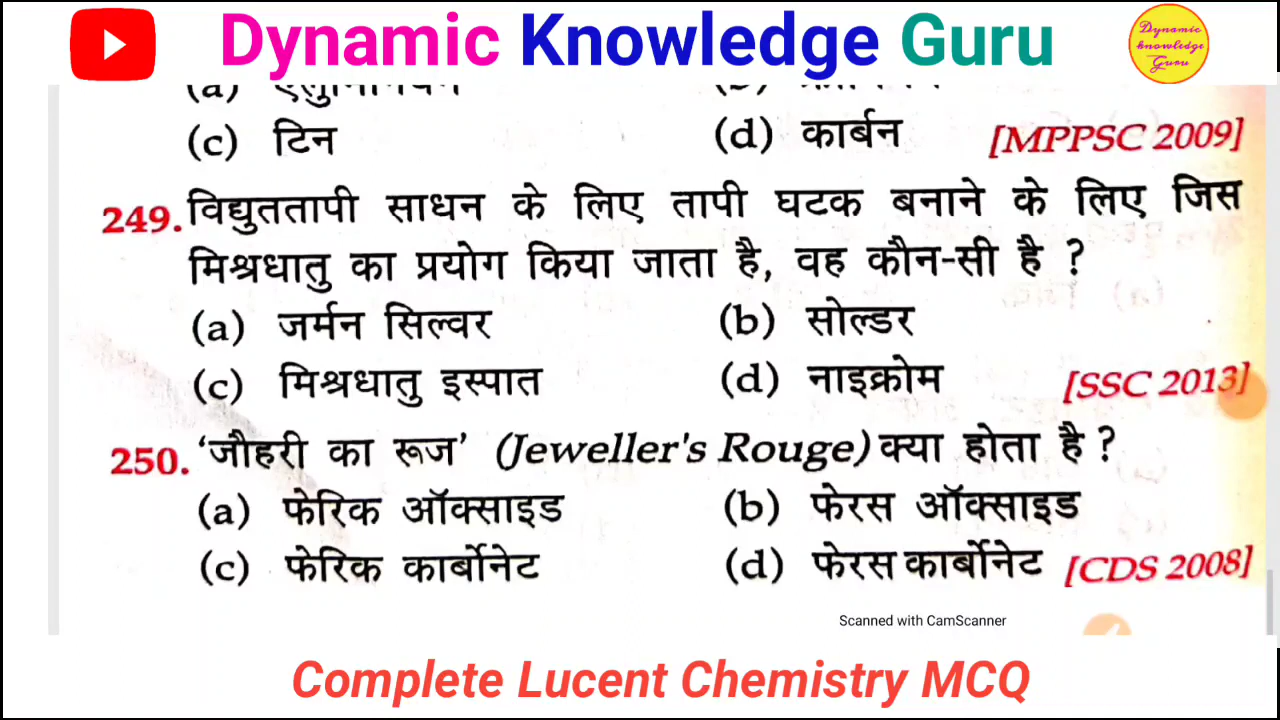 Dynamic Knowledge Guru
Dynamic
knowledge
Guru
(c) टिन (d) कार्बन [MPPSC 2009]
249. विद्युततापी साधन के लिए तापी घटक बनाने के लिए जिस
मिश्रधातु का प्रयोग किया जाता है, वह कौन-सी है ?
(a) जर्मन सिल्वर (b) सोल्डर
(c) मिश्रधातु इस्पात (d) नाइक्रोम [SSC 2013]
250. ‘जौहरी का रूज’ (Jeweller's Rouge) क्या होता है ?
(a) फेरिक ऑक्साइड (b) फेरस ऑक्साइड
(c) फेरिक कार्बोनेट (d) फेरस कार्बोनेट [CDS 2008]
Scanned with CamScanner
Complete Lucent Chemistry MCQ